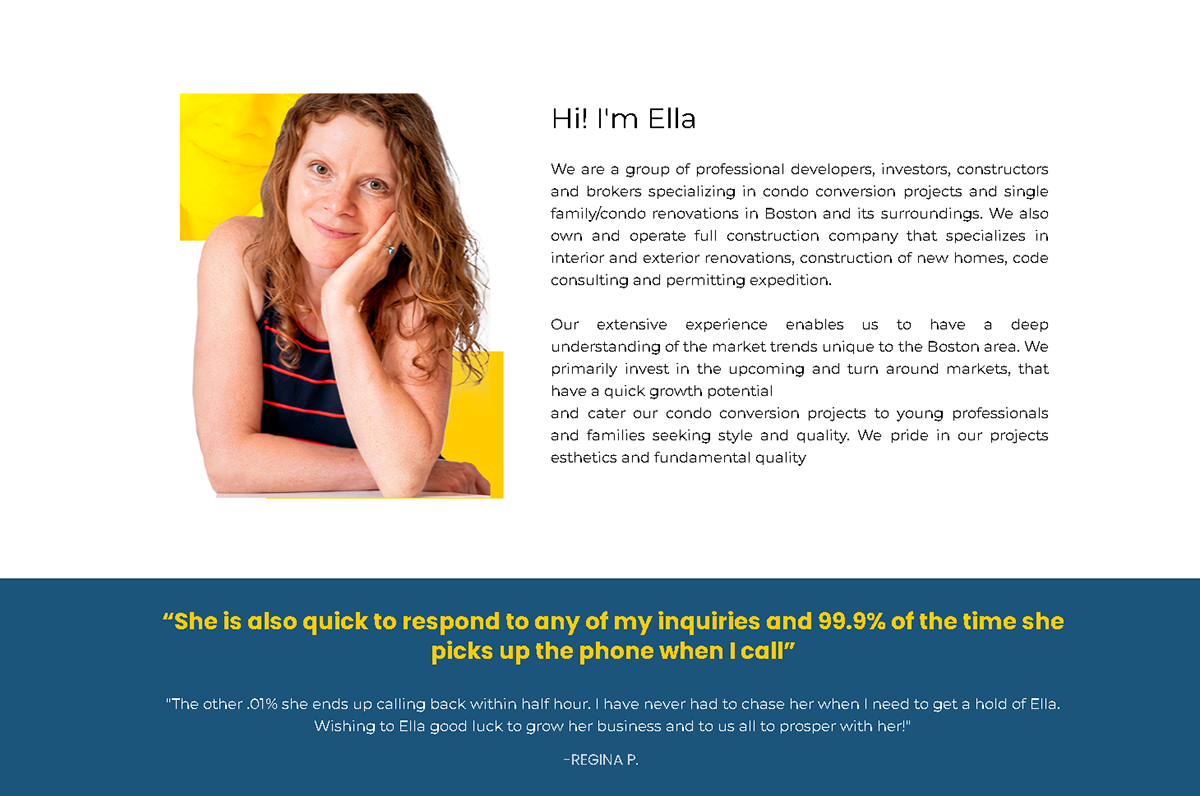 Hi! I'm Ella
We are a group of professional developers, investors, constructors
and brokers specializing in condo conversion projects and single
family/condo renovations in Boston and its surroundings. We also
own and operate full construction company that specializes in
interior and exterior renovations, construction of new homes, code
consulting and permitting expedition.
Our extensive experience enables us to have a deep
understanding of the market trends unique to the Boston area. We
primarily invest in the upcoming and turn around markets, that
have a quick growth potential
and cater our condo conversion projects to young professionals
and families seeking style and quality. We pride in our projects
esthetics and fundamental quality
“She is also quick to respond to any of my inquiries and 99.9% of the time she
picks up the phone when I call”
"The other .01% she ends up calling back within half hour. I have never had to chase her when I need to get a hold of Ella.
Wishing to Ella good luck to grow her business and to us all to prosper with her!"
-REGINA P.